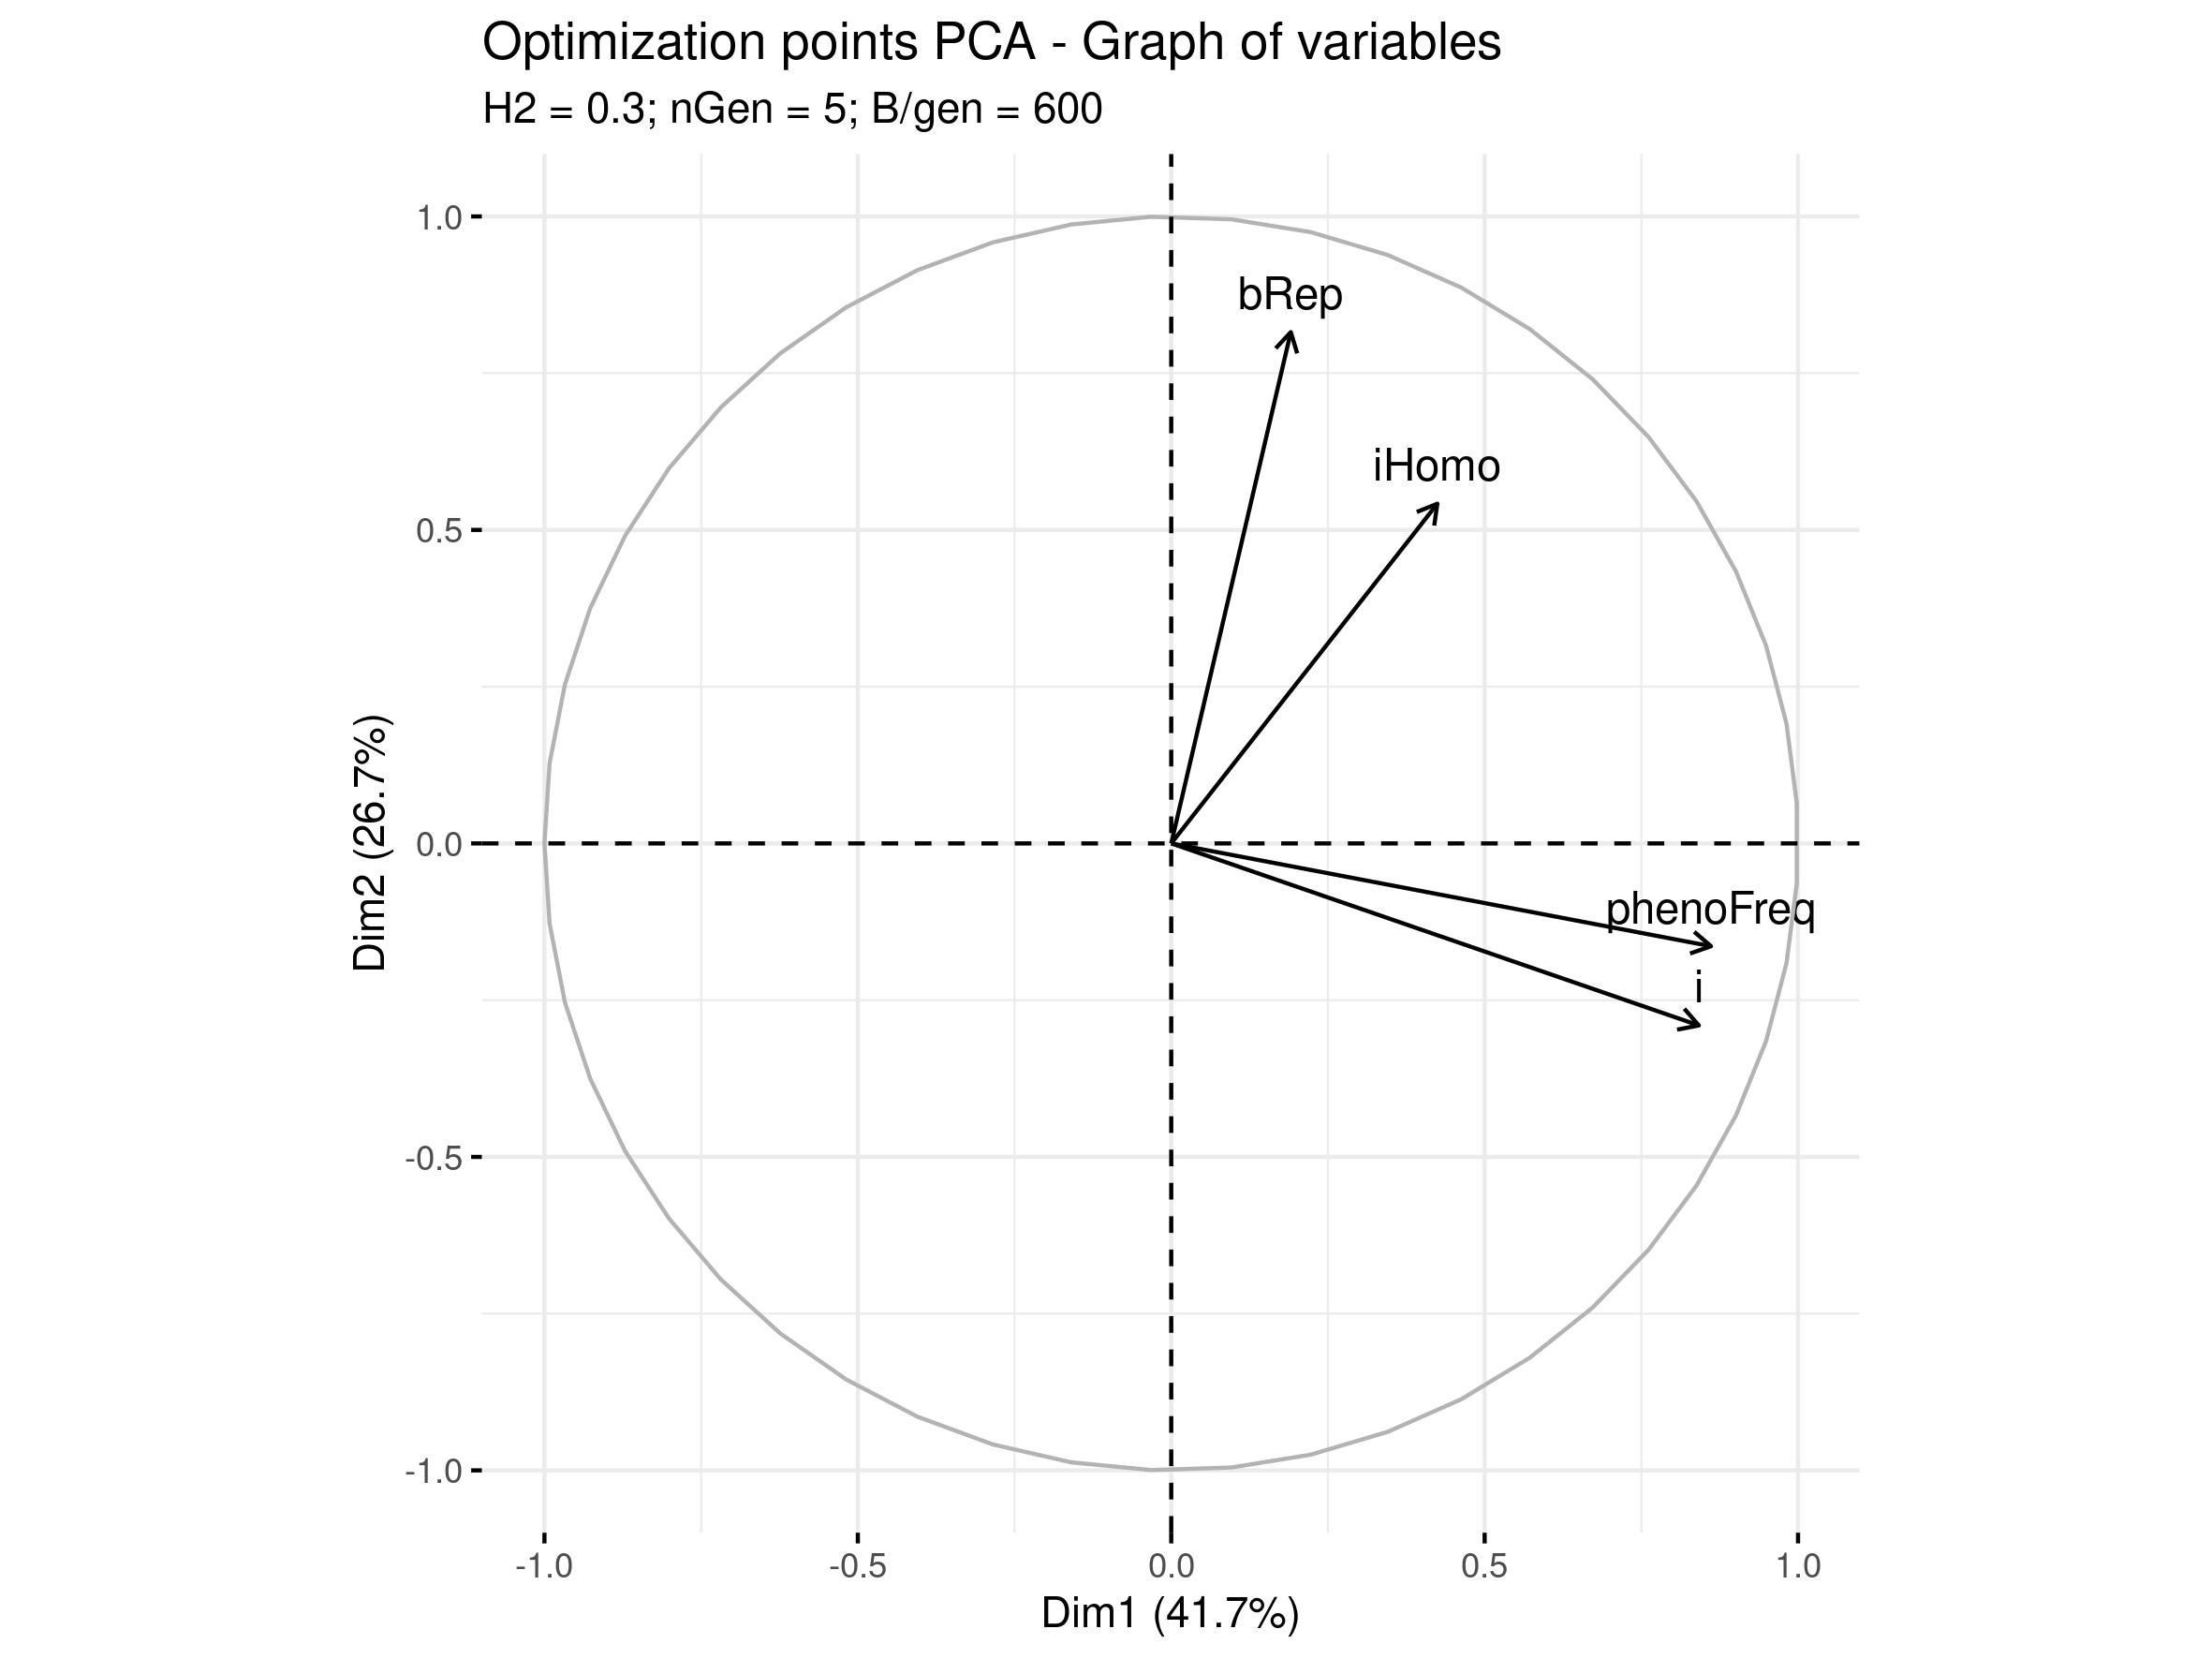 Optimization points PCA - Graph of variables
H2 = 0.3; nGen = 5; B/gen = 600
1.0
0.5
0.0
-0.5
-1.0
Dim2 (26.7%)
bRep
iHomo
phenoFreq
i
-1.0
-0.5
0.0
0.5
1.0
Dim1 (41.7%)